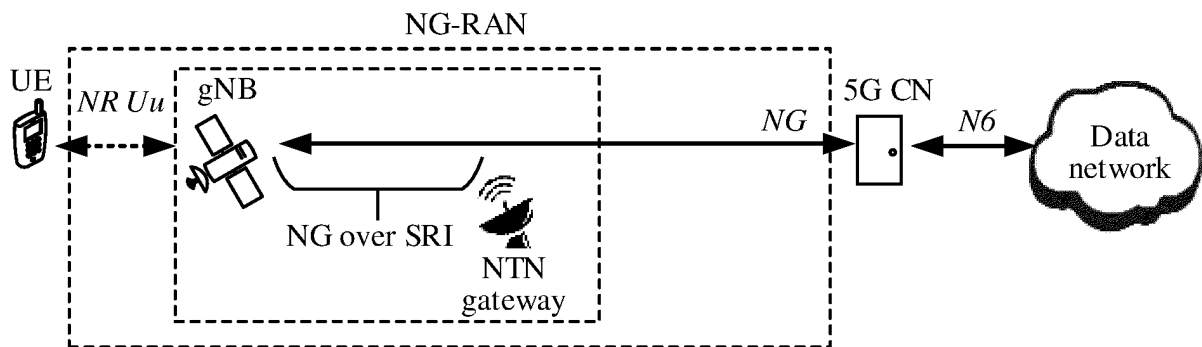 NG-RAN
UE
NR Uu
gNB
NG
5G CN
N6
Data
network
NG over SRI
NTN
gateway